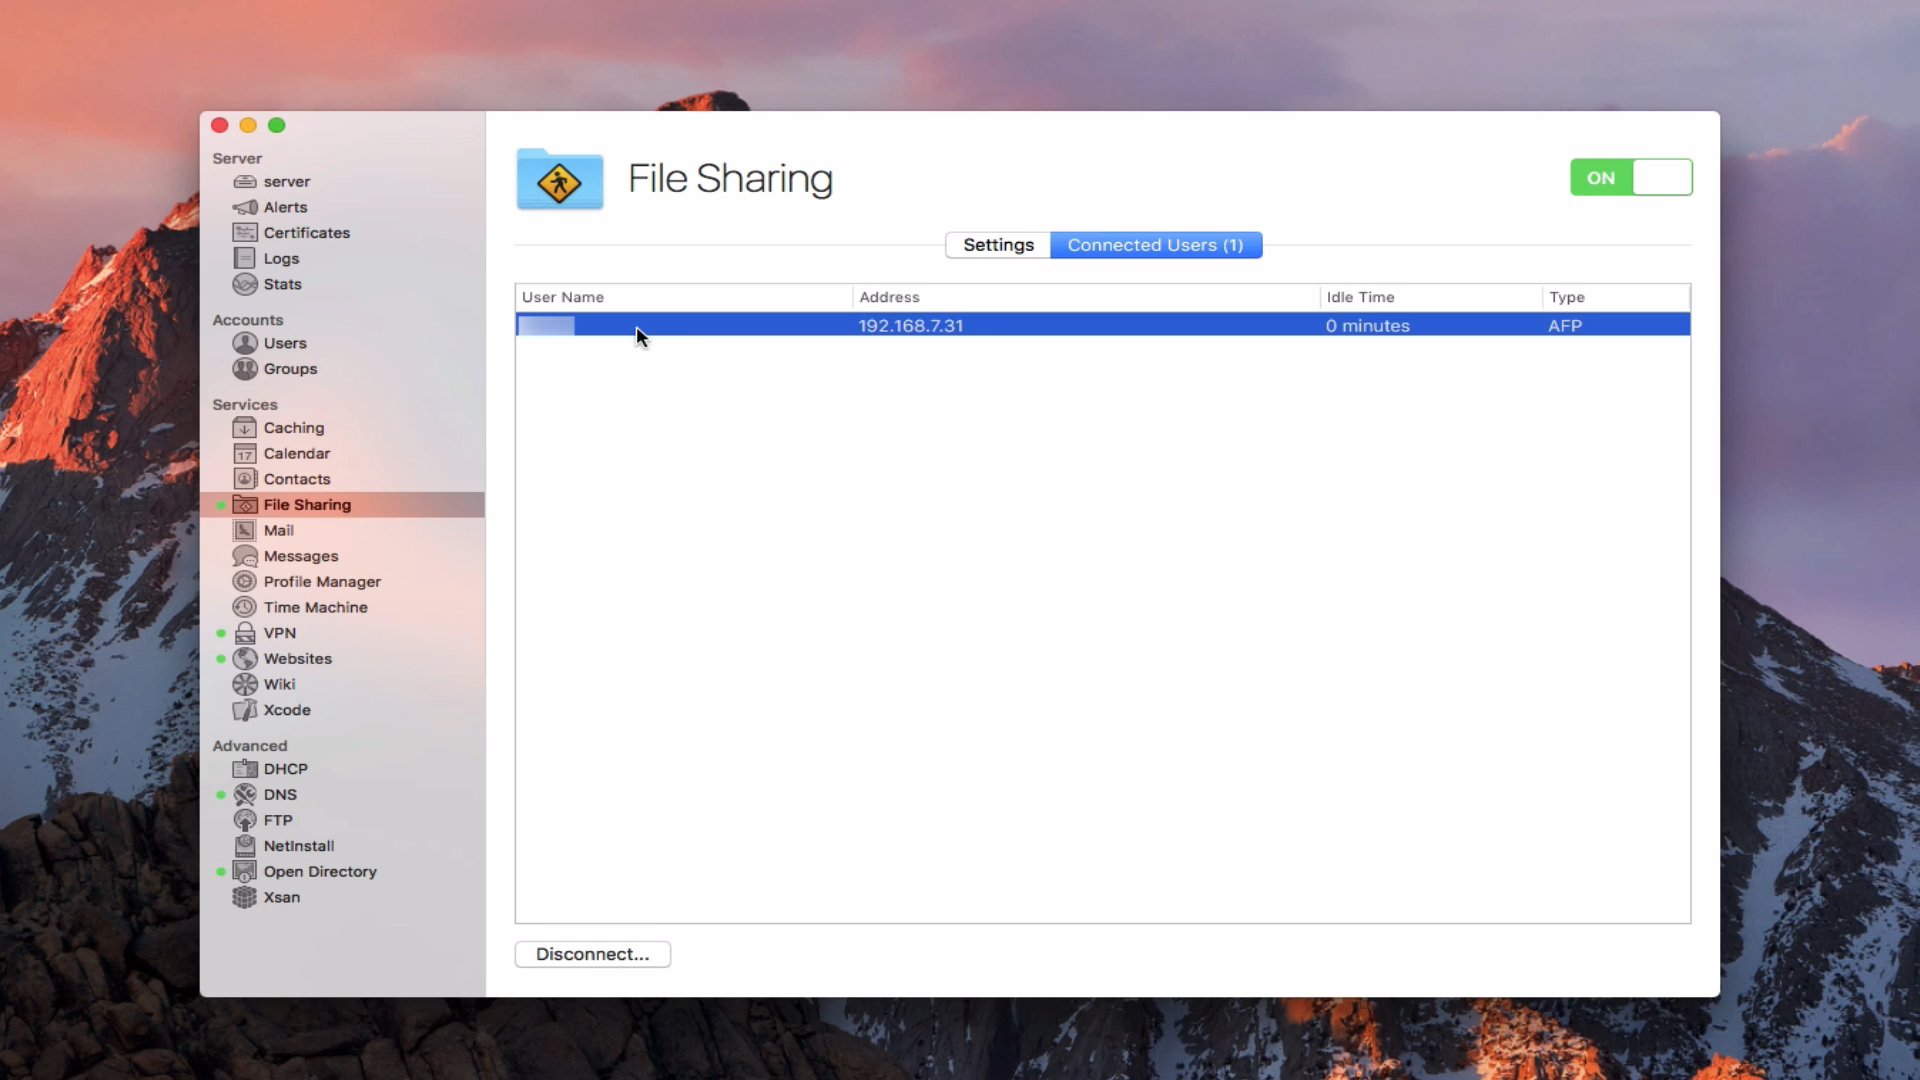 Server
server
Alerts
Certificates
Logs
Stats
Accounts
Users
Groups
Services
Caching
17 Calendar
Contacts
File Sharing
Mail
Messages
Profile Manager
Time Machine
VPN
Websites
Wiki
Xcode
Advanced
DHCP
DNS
FTP
NetInstall
Open Directory
Xsan
File Sharing
ON
Settings Connected Users (1)
User Name Address Idle Time Type
192.168.7.31 0 minutes AFP
Disconnect...